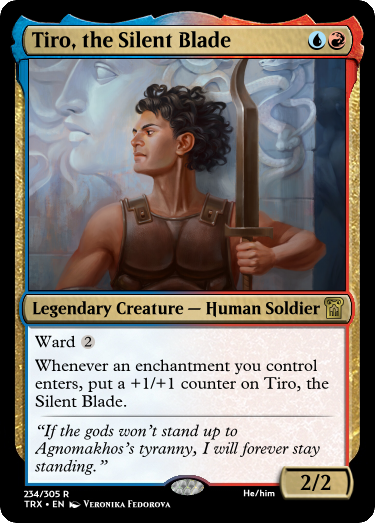 Tiro, the Silent Blade
Legendary Creature — Human Soldier
Ward 2
Whenever an enchantment you control
enters, put a +1/+1 counter on Tiro, the
Silent Blade.
“If the gods won’t stand up to
Agnomakhos’s tyranny, I will forever stay
standing.”
2/2
234/305 R
He/him
TRX • EN Veronika Fedorova